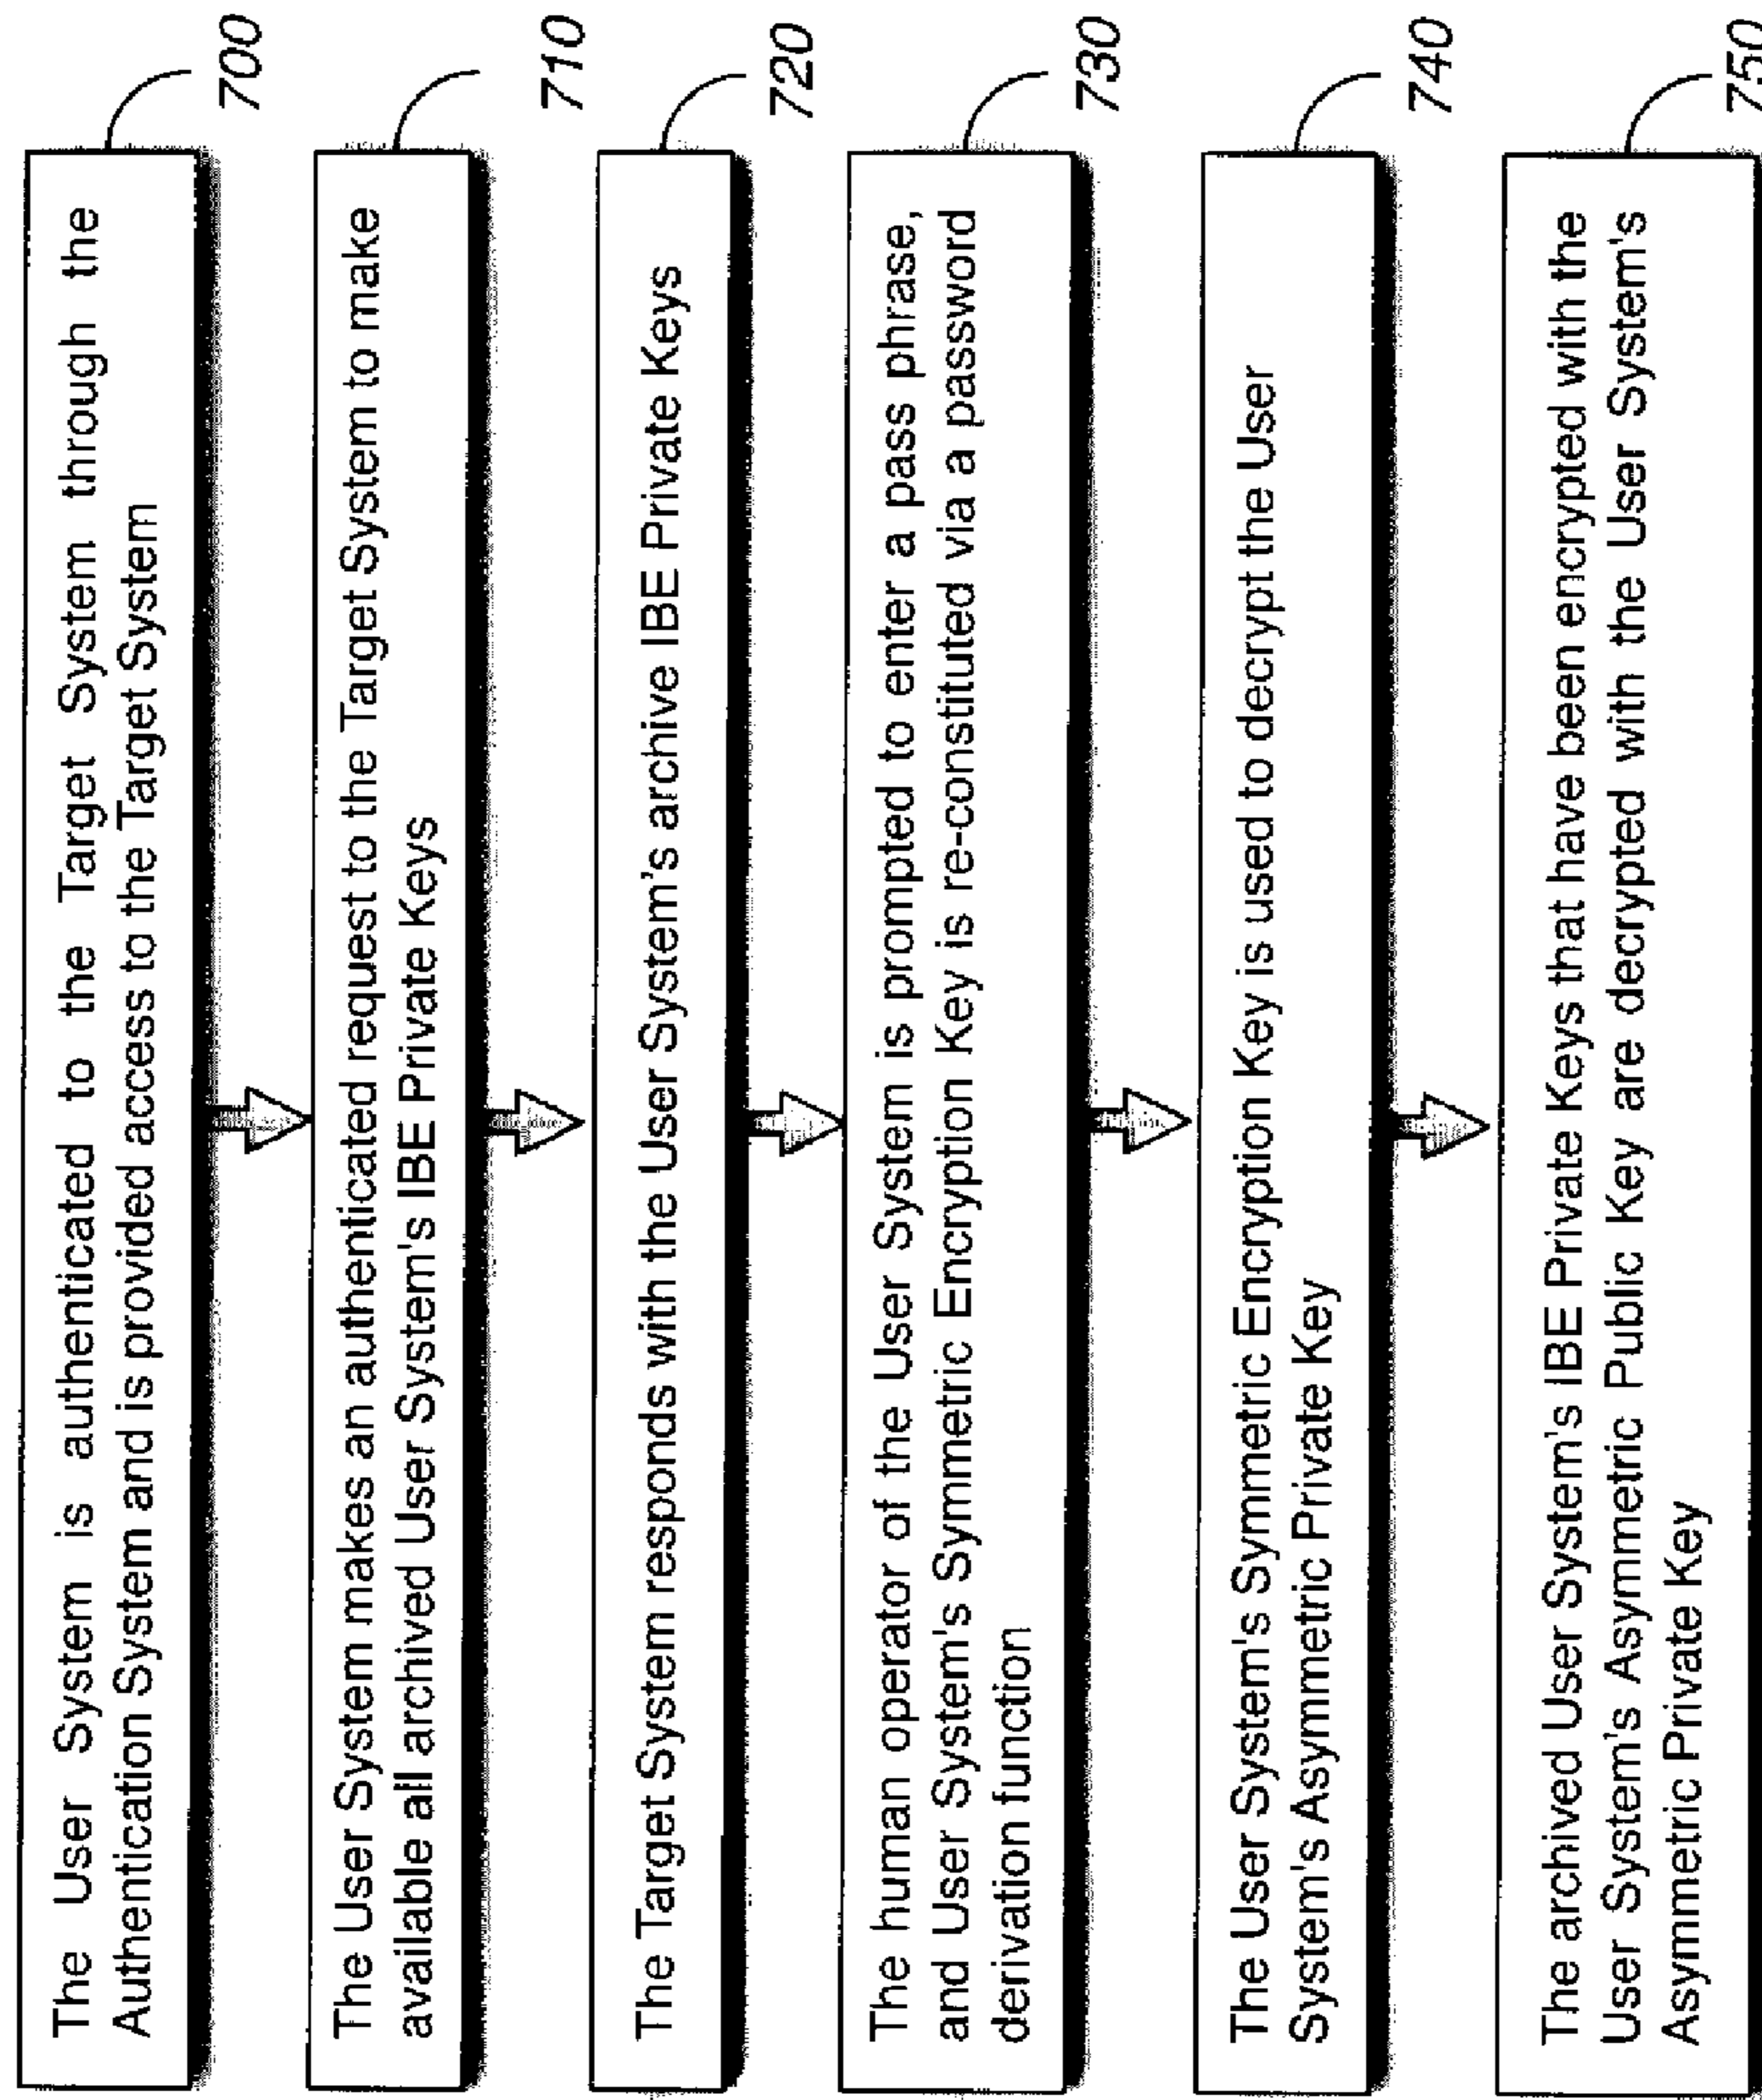 The User System is authenticated to the Target System through the
Authentication System and is provided access to the Target System
700
The User System makes an authenticated request to the Target System to make
available all archived User System's IBE Private Keys
710
The Target System responds with the User System's archive IBE Private Keys
720
The human operator of the User System is prompted to enter a pass phrase,
and User System's Symmetric Encryption Key is re-constituted via a password
derivation function
730
The User System's Symmetric Encryption Key is used to decrypt the User
System's Asymmetric Private Key
740
The archived User System's IBE Private Keys that have been encrypted with the
User System's Asymmetric Public Key are decrypted with the User System's
Asymmetric Private Key
750